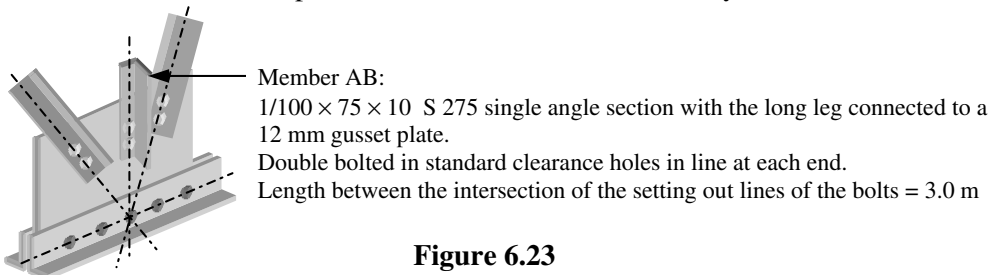 Member AB:
1/100 × 75 × 10 S 275 single angle section with the long leg connected to a
12 mm gusset plate.
Double bolted in standard clearance holes in line at each end.
Length between the intersection of the setting out lines of the bolts = 3.0 m
Figure 6.23